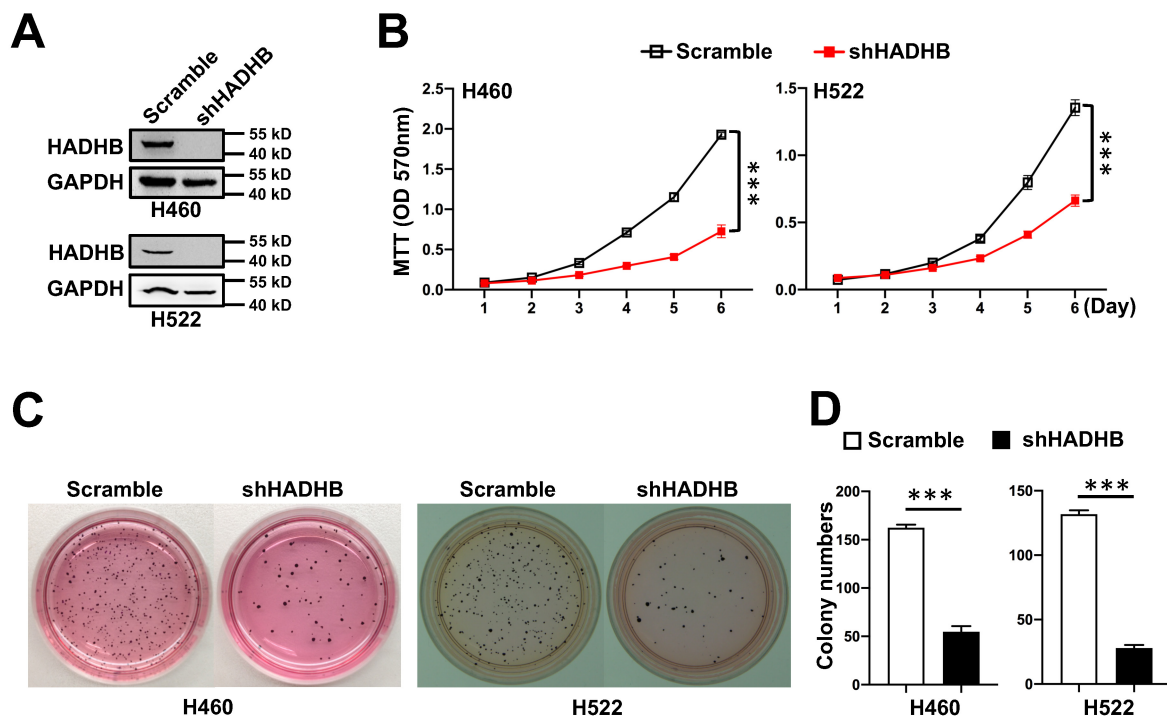 A
Scramble
shHADHB
HADHB
55 kD
40 kD
GAPDH
55 kD
40 kD
H460
HADHB
55 kD
40 kD
GAPDH
55 kD
40 kD
H522
B
Scramble
shHADHB
MTT (OD 570nm)
H460
2.5
2.0
1.5
1.0
0.5
0.0
1 2 3 4 5 6
***
H522
1.5
1.0
0.5
0.0
1 2 3 4 5 6 (Day)
***
C
Scramble
shHADHB
H460
Scramble
shHADHB
H522
D
Scramble
shHADHB
Colony numbers
200
150
100
50
0
***
H460
150
100
50
0
***
H522